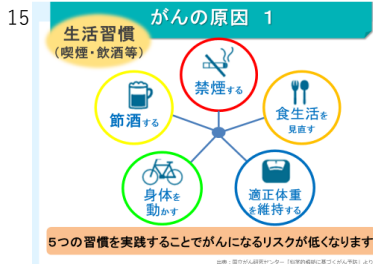 15
がんの原因 1
生活習慣
(喫煙・飲酒等)
禁煙する
節酒する
食生活を
見直す
身体を
動かす
適正体重
を維持する
5つの習慣を実践することでがんになるリスクが低くなります
出典:国立がん研究センター「科学的根拠に基づくがん予防」より